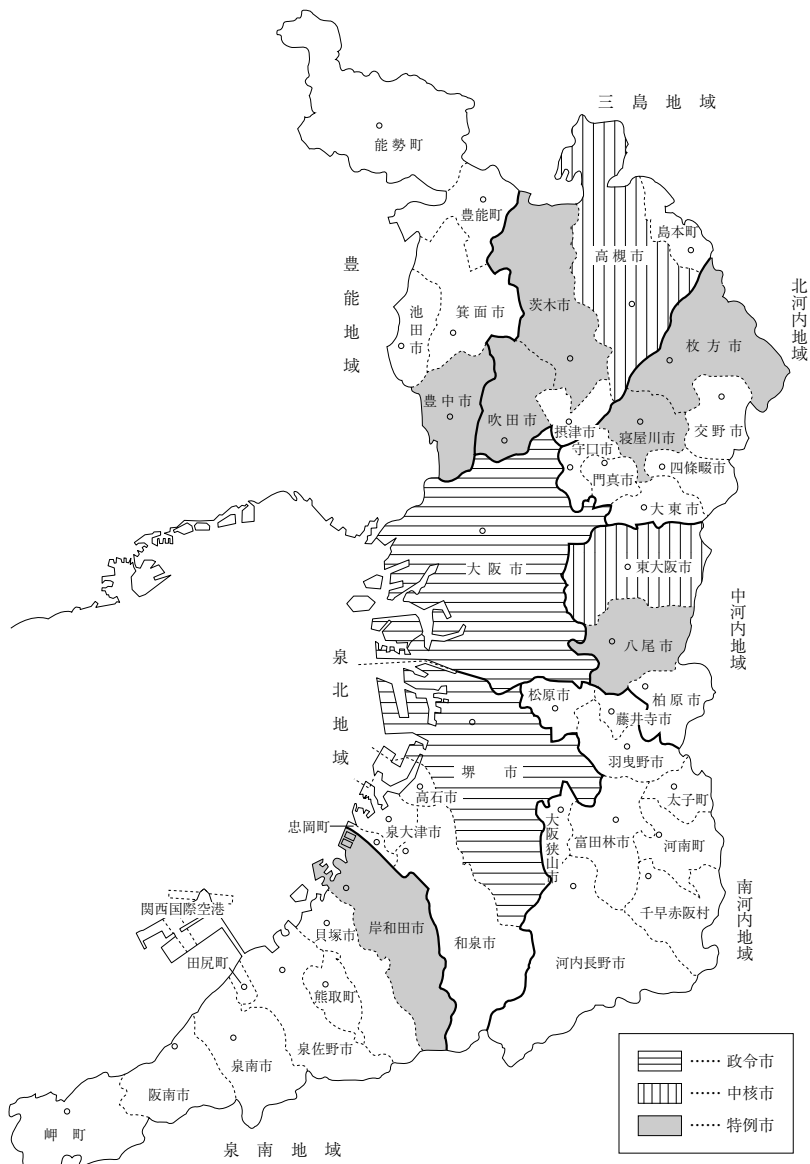 三島地域
能勢町
豊能町
島本町
高槻市
豊能地域
北河内地域
茨木市
箕面市
池田市
枚方市
豊中市
吹田市
摂津市
寝屋川市
交野市
守口市
門真市
四條畷市
大東市
大阪市
東大阪市
中河内地域
八尾市
泉北地域
松原市
柏原市
藤井寺市
羽曳野市
堺市
高石市
太子町
忠岡町
泉大津市
大阪狭山市
富田林市
河南町
関西国際空港
千早赤阪村
南河内地域
貝塚市
岸和田市
和泉市
河内長野市
田尻町
熊取町
泉佐野市
泉南市
阪南市
岬町
泉南地域
……政令市
……中核市
……特例市